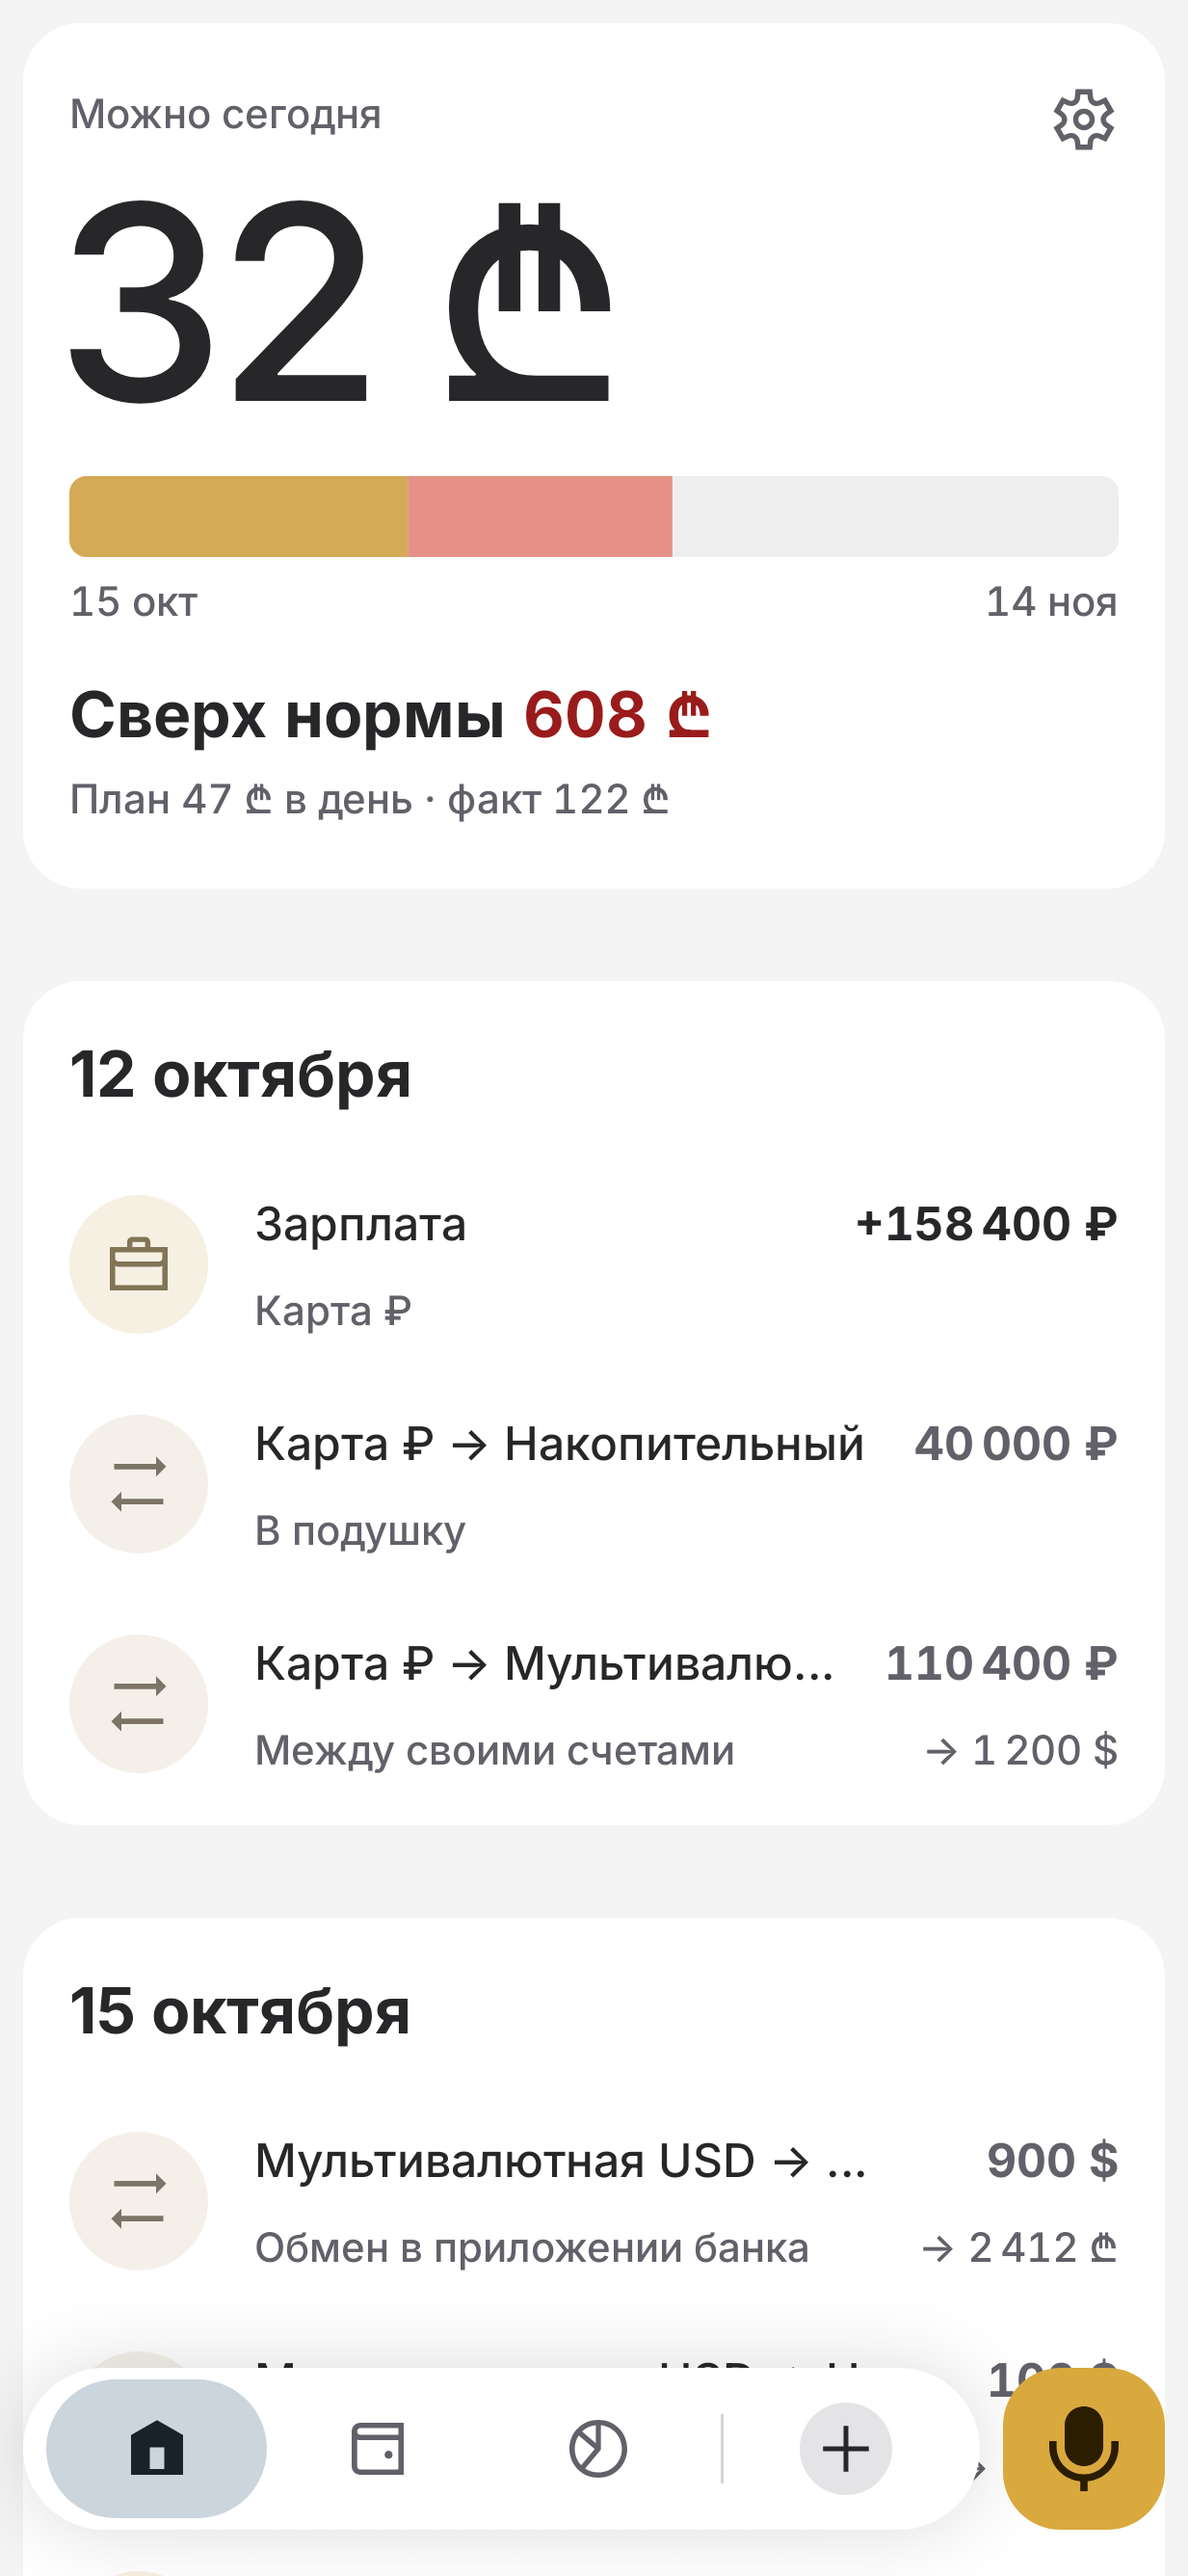 Можно сегодня
32 ₾
15 окт
14 ноя
Сверх нормы 608 ₾
План 47 ₾ в день · факт 122 ₾
12 октября
Зарплата +158 400 ₽
Карта ₽
Карта ₽ → Накопительный 40 000 ₽
В подушку
Карта ₽ → Мультивалю... 110 400 ₽
Между своими счетами → 1 200 $
15 октября
Мультивалютная USD → ... 900 $
Обмен в приложении банка → 2 412 ₾